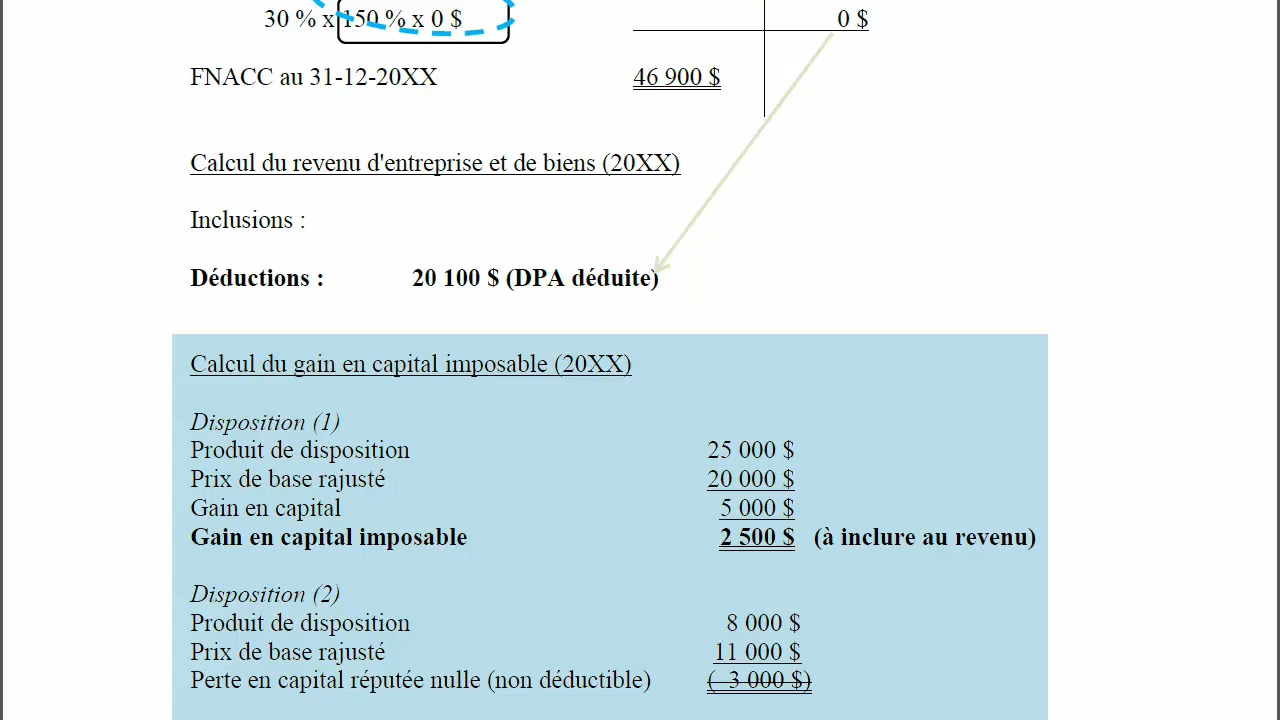 30 % x 150 % x 0 $ 0 $
FNACC au 31-12-20XX 46 900 $
Calcul du revenu d'entreprise et de biens (20XX)
Inclusions :
Déductions : 20 100 $ (DPA déduite)
Calcul du gain en capital imposable (20XX)
Disposition (1)
Produit de disposition 25 000 $
Prix de base rajusté 20 000 $
Gain en capital 5 000 $
Gain en capital imposable 2 500 $ (à inclure au revenu)
Disposition (2)
Produit de disposition 8 000 $
Prix de base rajusté 11 000 $
Perte en capital réputée nulle (non déductible) ( 3 000 $)